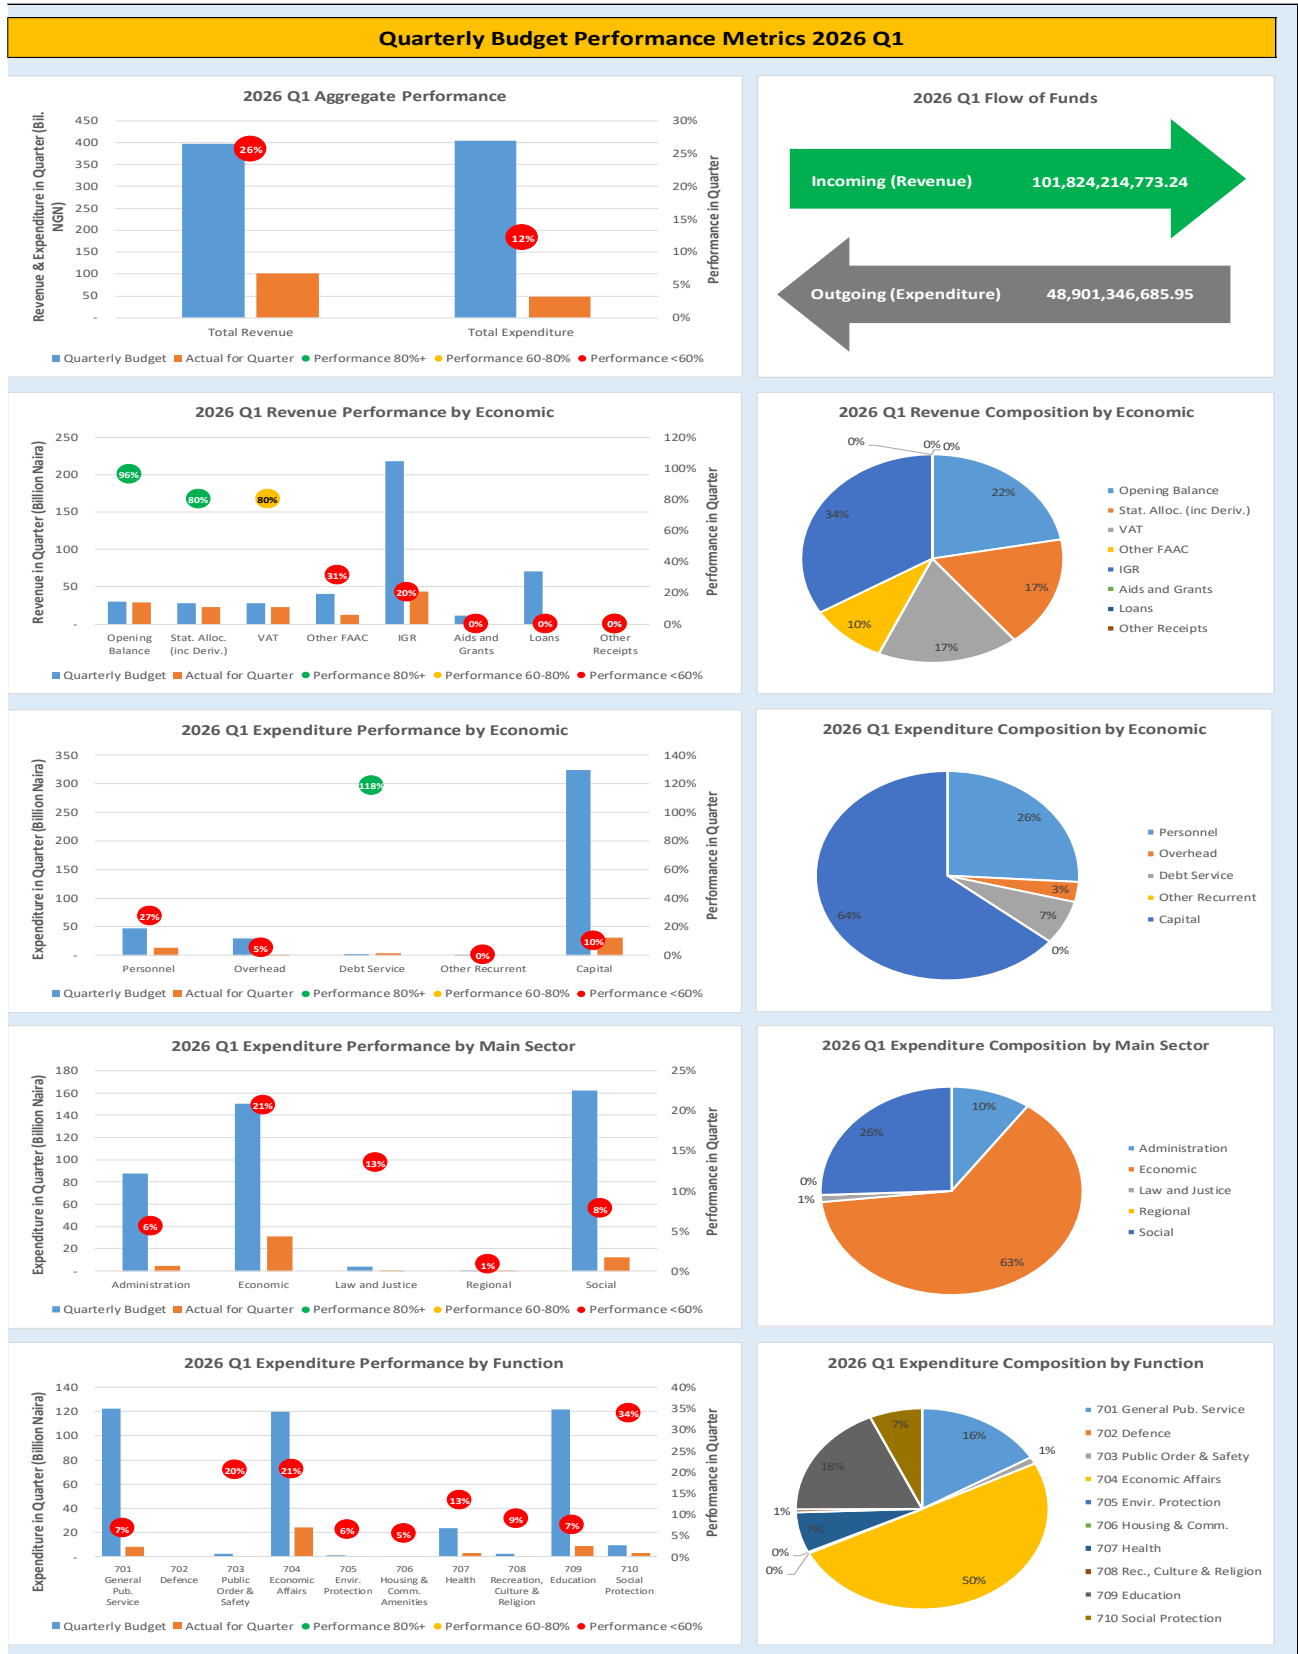 Quarterly Budget Performance Metrics 2026 Q1
2026 Q1 Aggregate Performance
Revenue & Expenditure in Quarter (Bil.
NGN)
450
400
350
300
250
200
150
100
50
-
30%
25%
20%
15%
10%
5%
0%
Performance in Quarter
26%
12%
Total Revenue
Total Expenditure
Quarterly Budget Actual for Quarter Performance 80%+ Performance 60-80% Performance <60%
2026 Q1 Flow of Funds
Incoming (Revenue) 101,824,214,773.24
Outgoing (Expenditure) 48,901,346,685.95
2026 Q1 Revenue Performance by Economic
Revenue in Quarter (Billion Naira)
250
200
150
100
50
-
120%
100%
80%
60%
40%
20%
0%
Performance in Quarter
96%
80%
80%
31%
20%
0%
0%
0%
Opening
Balance
Stat. Alloc.
(inc Deriv.)
VAT
Other FAAC
IGR
Aids and
Grants
Loans
Other
Receipts
Quarterly Budget Actual for Quarter Performance 80%+ Performance 60-80% Performance <60%
2026 Q1 Revenue Composition by Economic
0%
0%
0%
22%
34%
17%
10%
17%
Opening Balance
Stat. Alloc. (inc Deriv.)
VAT
Other FAAC
IGR
Aids and Grants
Loans
Other Receipts
2026 Q1 Expenditure Performance by Economic
Expenditure in Quarter (Billion Naira)
350
300
250
200
150
100
50
-
140%
120%
100%
80%
60%
40%
20%
0%
Performance in Quarter
27%
5%
118%
0%
10%
Personnel
Overhead
Debt Service
Other Recurrent
Capital
Quarterly Budget Actual for Quarter Performance 80%+ Performance 60-80% Performance <60%
2026 Q1 Expenditure Composition by Economic
26%
3%
7%
0%
64%
Personnel
Overhead
Debt Service
Other Recurrent
Capital
2026 Q1 Expenditure Performance by Main Sector
Expenditure in Quarter (Billion Naira)
180
160
140
120
100
80
60
40
20
-
25%
20%
15%
10%
5%
0%
Performance in Quarter
6%
21%
13%
1%
8%
Administration
Economic
Law and Justice
Regional
Social
Quarterly Budget Actual for Quarter Performance 80%+ Performance 60-80% Performance <60%
2026 Q1 Expenditure Composition by Main Sector
10%
26%
0%
1%
63%
Administration
Economic
Law and Justice
Regional
Social
2026 Q1 Expenditure Performance by Function
Expenditure in Quarter (Billion Naira)
140
120
100
80
60
40
20
-
40%
35%
30%
25%
20%
15%
10%
5%
0%
Performance in Quarter
7%
20%
21%
6%
5%
13%
9%
7%
34%
701
General
Pub.
Service
702
Defence
703
Public
Order &
Safety
704
Economic
Affairs
705
Envir.
Protection
706
Housing &
Comm.
Amenities
707
Health
708
Recreation,
Culture &
Religion
709
Education
710
Social
Protection
Quarterly Budget Actual for Quarter Performance 80%+ Performance 60-80% Performance <60%
2026 Q1 Expenditure Composition by Function
7%
16%
1%
18%
1%
7%
0%
0%
50%
701 General Pub. Service
702 Defence
703 Public Order & Safety
704 Economic Affairs
705 Envir. Protection
706 Housing & Comm.
707 Health
708 Rec., Culture & Religion
709 Education
710 Social Protection